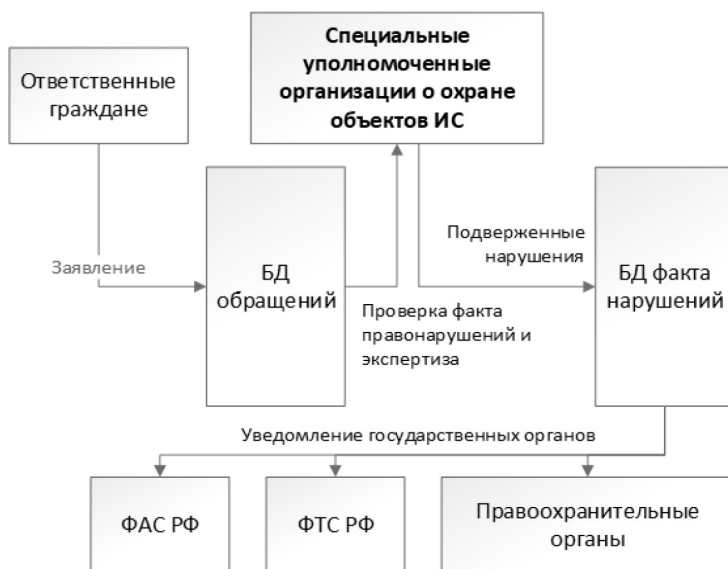 Ответственные
граждане
Специальные
уполномоченные
организации о охране
объектов ИС
Заявление
БД
обращений
Проверка факта
правонарушений и
экспертиза
Подверженные
нарушения
БД факта
нарушений
Уведомление государственных органов
ФАС РФ
ФТС РФ
Правоохранительные
органы